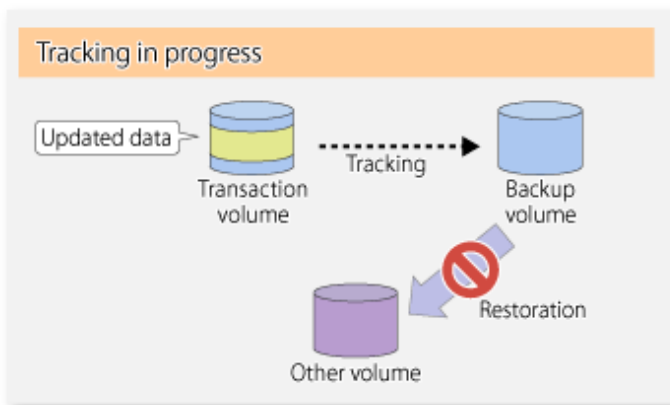 Tracking in progress
Updated data
Tracking
Transaction
volume
Backup
volume
Restoration
Other volume